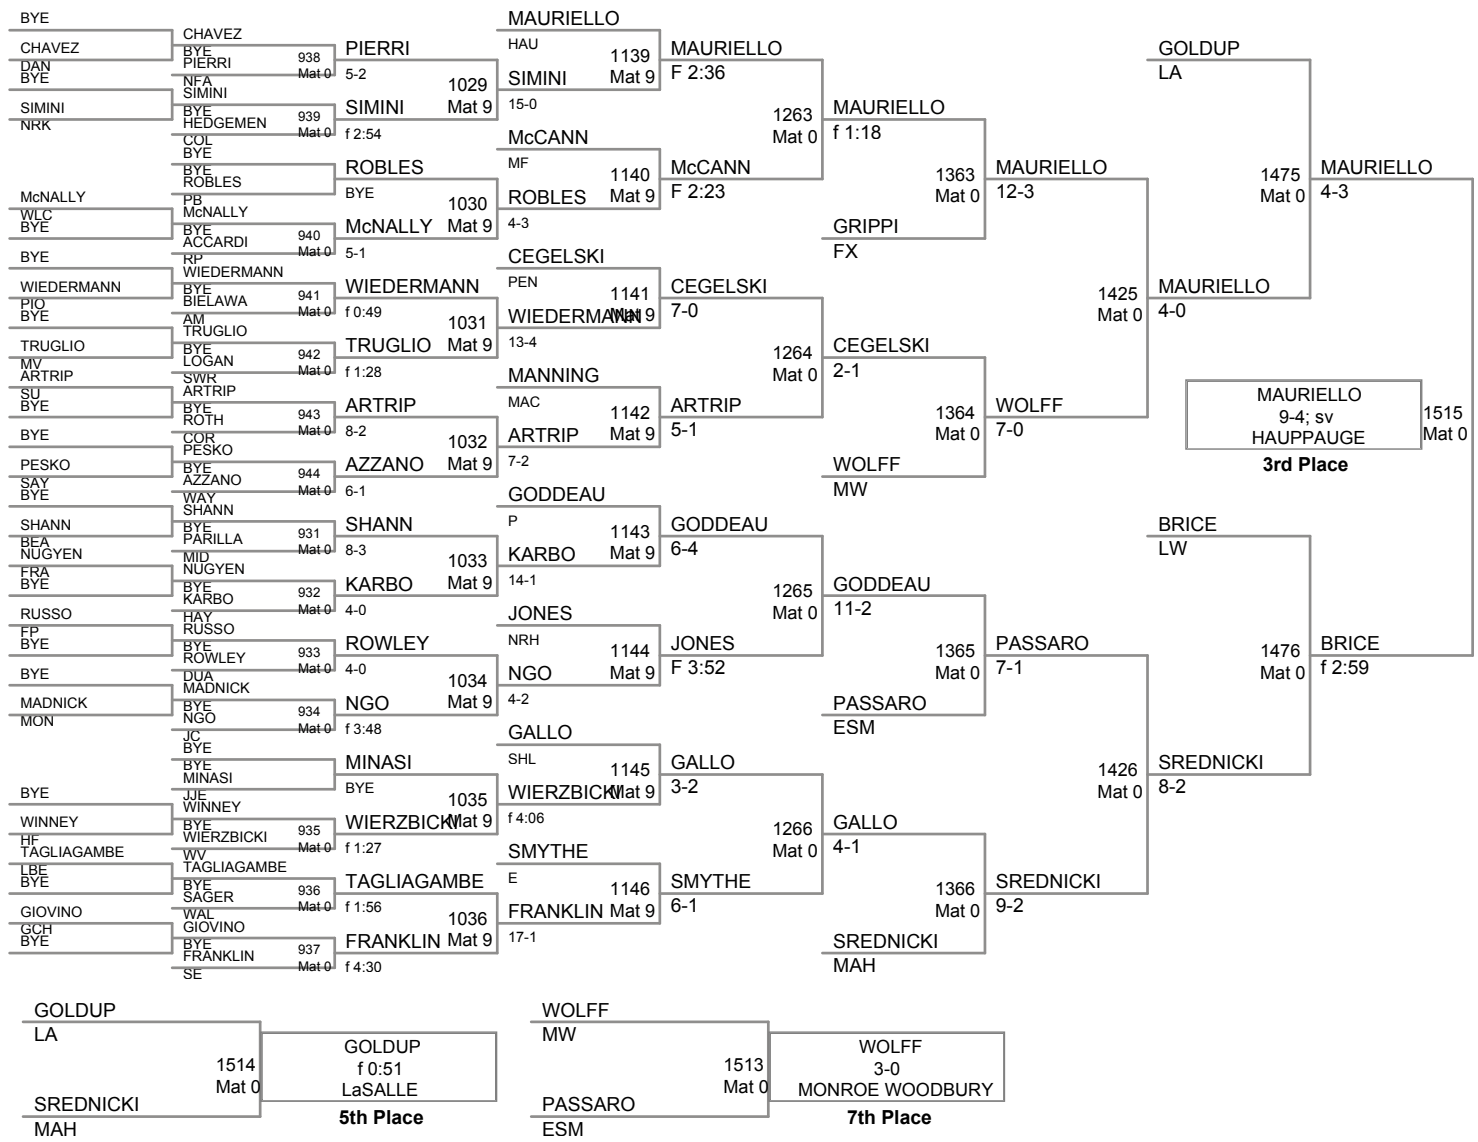 BYE
CHAVEZ
DAN
BYE
SIMINI
NRK
McNALLY
WLC
BYE
BYE
WIEDERMANN
PIO
BYE
TRUGLIO
MV
ARTRIP
SU
BYE
BYE
PESKO
SAY
BYE
SHANN
BEA
NUGYEN
FRA
BYE
RUSSO
FP
BYE
BYE
MADNICK
MON
BYE
WINNEY
HF
TAGLIAGAMBE
LBE
BYE
GIOVINO
GCH
BYE
CHAVEZ
BYE
PIERRI
938
Mat 0
NFA
SIMINI
BYE
HEDGEMEN
939
Mat 0
COL
BYE
BYE
ROBLES
PB
McNALLY
BYE
ACCARDI
940
Mat 0
RP
WIEDERMANN
BYE
BIELAWA
941
Mat 0
AM
TRUGLIO
BYE
LOGAN
942
Mat 0
SWR
ARTRIP
BYE
ROTH
943
Mat 0
COR
PESKO
BYE
AZZANO
944
Mat 0
WAY
SHANN
BYE
PARILLA
931
Mat 0
MID
NUGYEN
BYE
KARBO
932
Mat 0
HAY
RUSSO
BYE
ROWLEY
933
Mat 0
DUA
MADNICK
BYE
NGO
934
Mat 0
JC
BYE
BYE
MINASI
JJE
WINNEY
BYE
WIERZBICKI
935
Mat 0
WV
TAGLIAGAMBE
BYE
SAGER
936
Mat 0
WAL
GIOVINO
BYE
FRANKLIN
937
Mat 0
SE
PIERRI
5-2
1029
Mat 9
SIMINI
f 2:54
ROBLES
BYE
1030
Mat 9
McNALLY
5-1
WIEDERMANN
f 0:49
1031
Mat 9
TRUGLIO
f 1:28
ARTRIP
8-2
1032
Mat 9
AZZANO
6-1
SHANN
8-3
1033
Mat 9
KARBO
4-0
ROWLEY
4-0
1034
Mat 9
NGO
f 3:48
MINASI
BYE
1035
Mat 9
WIERZBICKI
f 1:27
TAGLIAGAMBE
f 1:56
1036
Mat 9
FRANKLIN
f 4:30
MAURIELLO
HAU
1139
Mat 9
SIMINI
15-0
McCANN
MF
1140
Mat 9
ROBLES
4-3
CEGELSKI
PEN
1141
Mat 9
WIEDERMANN
13-4
MANNING
MAC
1142
Mat 9
ARTRIP
7-2
GODDEAU
P
1143
Mat 9
KARBO
14-1
JONES
NRH
1144
Mat 9
NGO
4-2
GALLO
SHL
1145
Mat 9
WIERZBICKI
f 4:06
SMYTHE
E
1146
Mat 9
FRANKLIN
17-1
MAURIELLO
F 2:36
1263
Mat 0
McCANN
F 2:23
CEGELSKI
7-0
1264
Mat 0
ARTRIP
5-1
GODDEAU
6-4
1265
Mat 0
JONES
F 3:52
GALLO
3-2
1266
Mat 0
SMYTHE
6-1
MAURIELLO
f 1:18
1363
Mat 0
GRIPPI
FX
CEGELSKI
2-1
1364
Mat 0
WOLFF
MW
GODDEAU
11-2
1365
Mat 0
PASSARO
ESM
GALLO
4-1
1366
Mat 0
SREDNICKI
MAH
MAURIELLO
12-3
1425
Mat 0
WOLFF
7-0
PASSARO
7-1
1426
Mat 0
SREDNICKI
9-2
GOLDUP
LA
1475
Mat 0
MAURIELLO
4-0
BRICE
LW
1476
Mat 0
SREDNICKI
8-2
MAURIELLO
4-3
1515
Mat 0
BRICE
f 2:59
MAURIELLO
9-4; sv
HAUPPAUGE
3rd Place
GOLDUP
LA
1514
Mat 0
SREDNICKI
MAH
GOLDUP
f 0:51
LaSALLE
5th Place
WOLFF
MW
1513
Mat 0
PASSARO
ESM
WOLFF
3-0
MONROE WOODBURY
7th Place